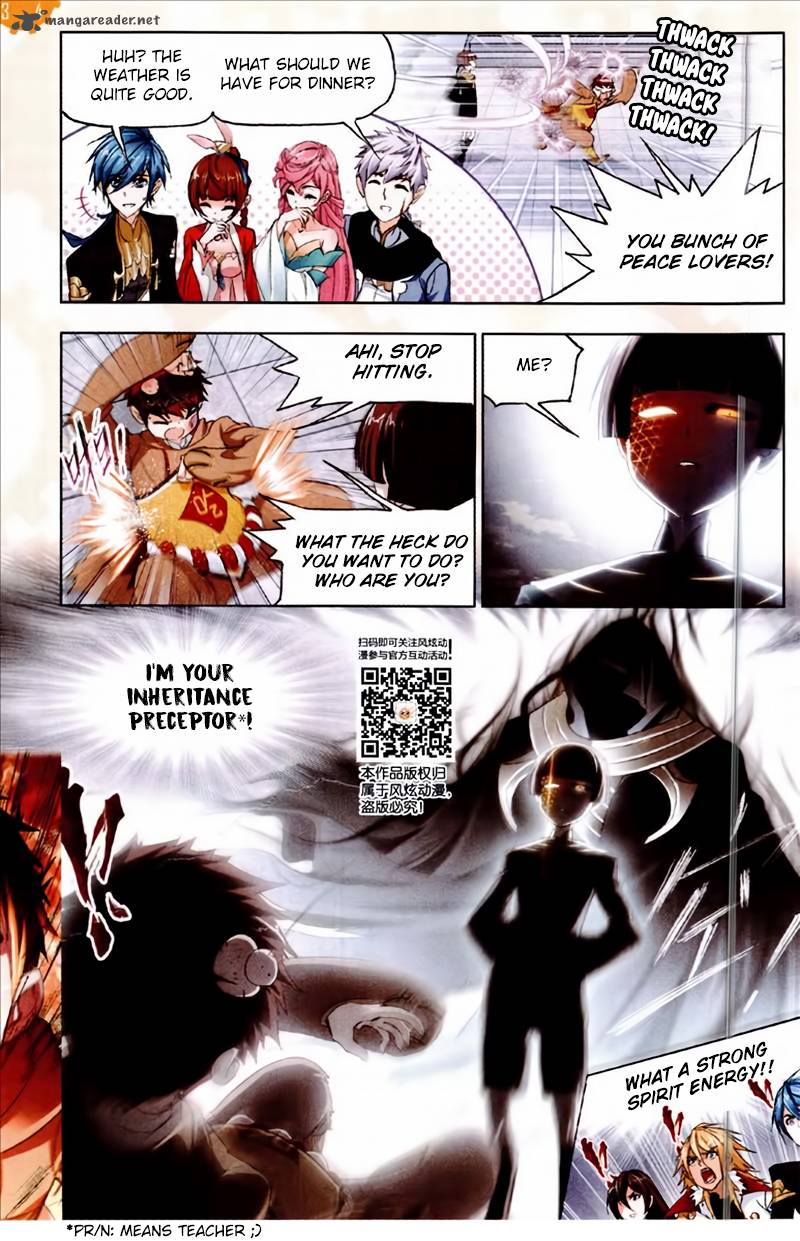 3
mangareader.net
HUH? THE
WEATHER IS
QUITE GOOD.
WHAT SHOULD WE
HAVE FOR DINNER?
THWACK
THWACK
THWACK
THWACK!
YOU BUNCH OF
PEACE LOVERS!
AHI, STOP
HITTING.
WHAT THE HECK DO
YOU WANT TO DO?
WHO ARE YOU?
ME?
I'M YOUR
INHERITANCE
PRECEPTOR*!
扫码即可关注风炫动
漫参与官方互动活动!
本作品版权归
属于风炫动漫,
盗版必究!
WHAT A STRONG
SPIRIT ENERGY!!
*PR/N: MEANS TEACHER ;)